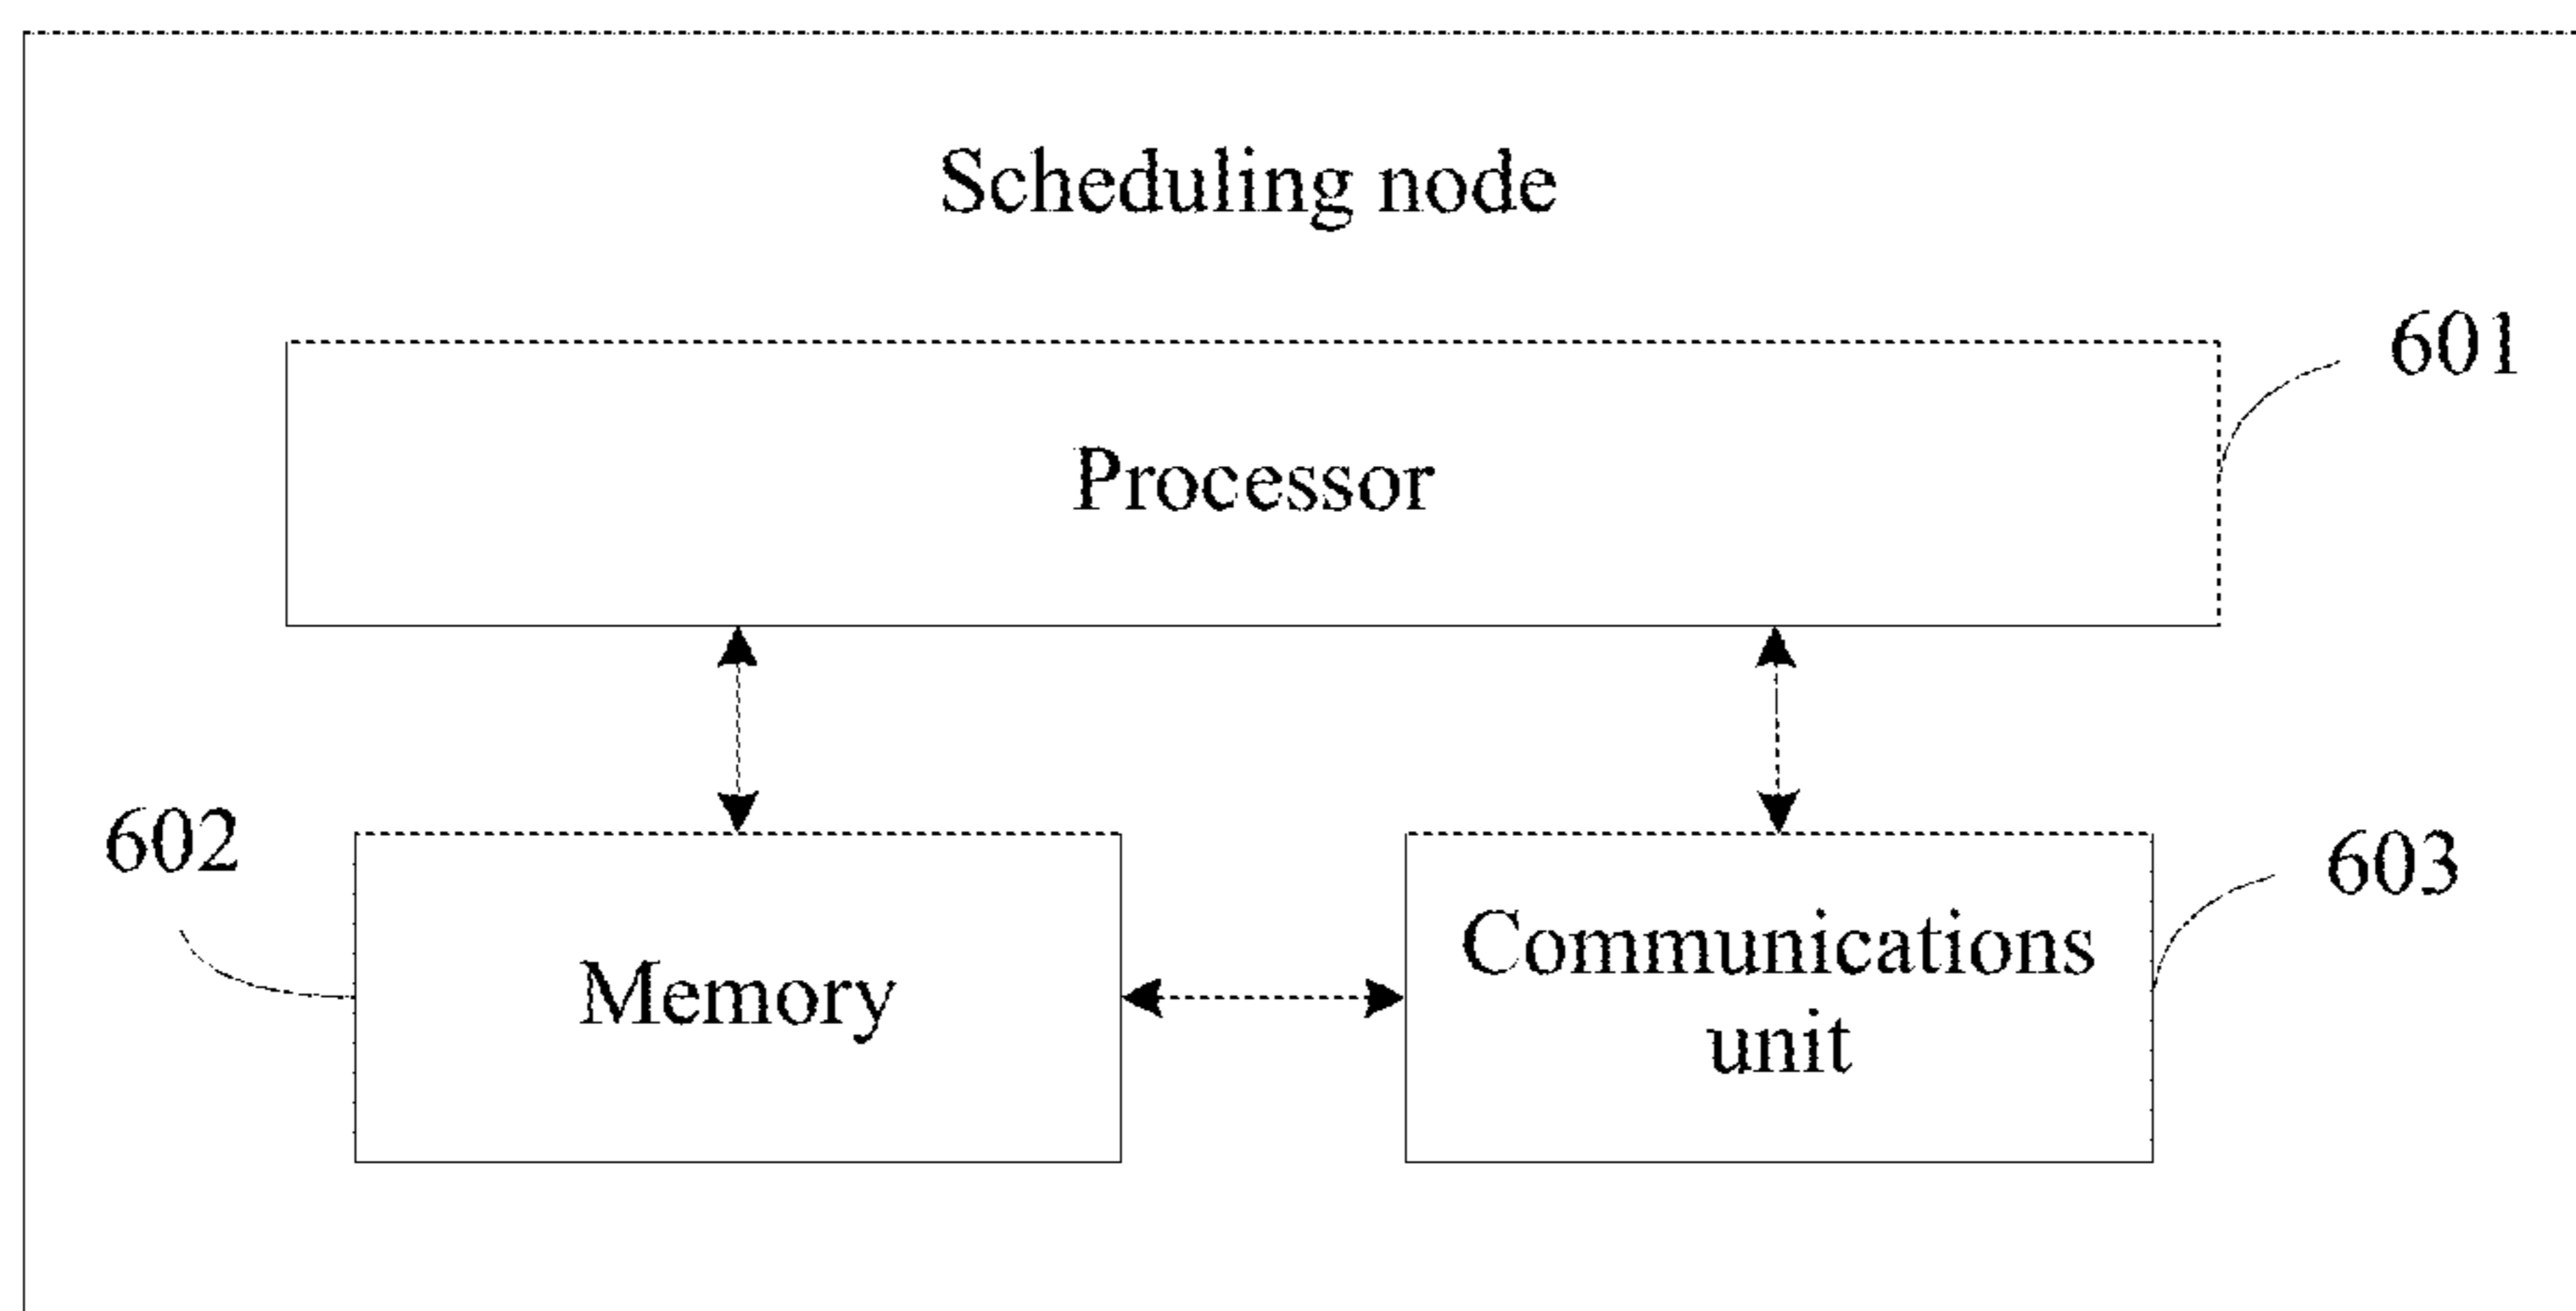 Scheduling node
601
Processor
602
603
Memory
Communications
unit